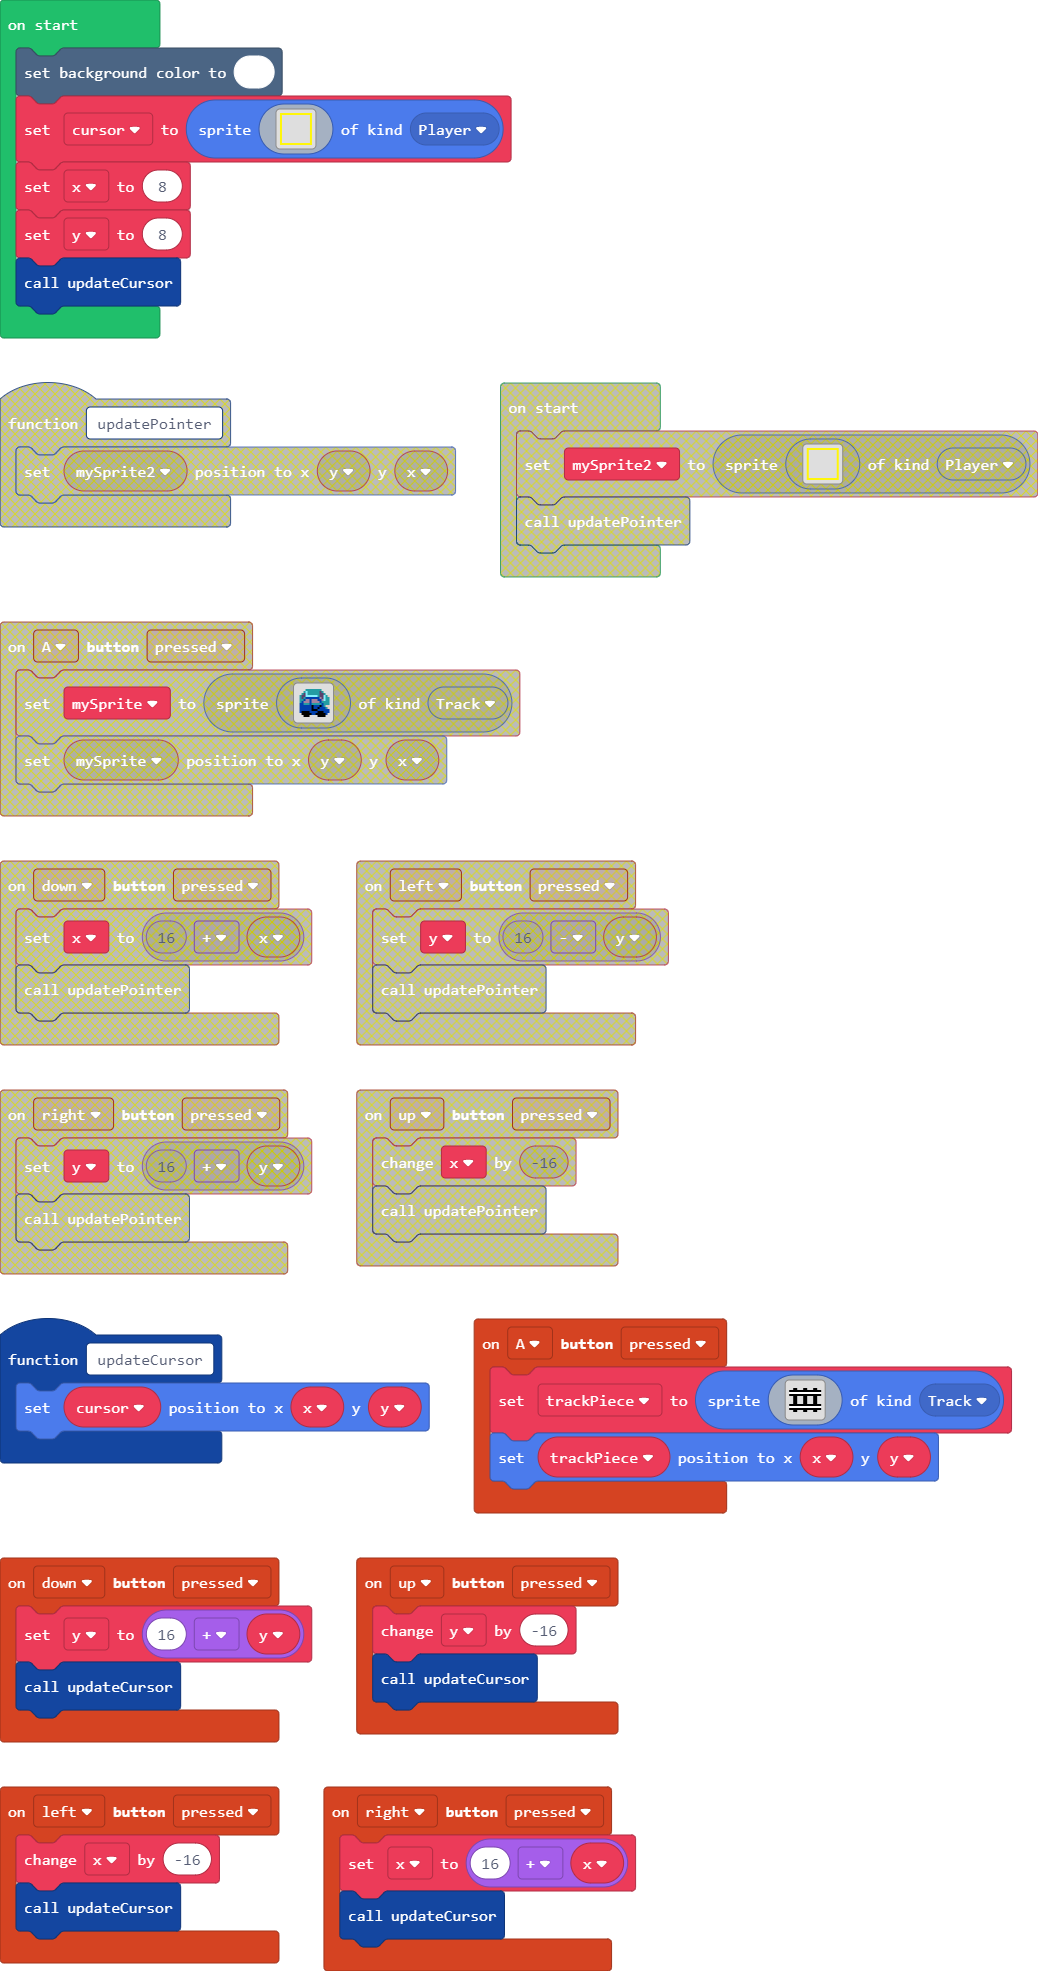 on start
set background color to
set cursor to sprite of kind Player
set x to 8
set y to 8
call updateCursor
function updatePointer
set mySprite2 position to x y y x
on start
set mySprite2 to sprite of kind Player
call updatePointer
on A button pressed
set mySprite to sprite of kind Track
set mySprite position to x y y x
on down button pressed
set x to 16 + x
call updatePointer
on left button pressed
set y to 16 - y
call updatePointer
on right button pressed
set y to 16 + y
call updatePointer
on up button pressed
change x by -16
call updatePointer
function updateCursor
set cursor position to x x y y
on A button pressed
set trackPiece to sprite of kind Track
set trackPiece position to x x y y
on down button pressed
set y to 16 + y
call updateCursor
on up button pressed
change y by -16
call updateCursor
on left button pressed
change x by -16
call updateCursor
on right button pressed
set x to 16 + x
call updateCursor